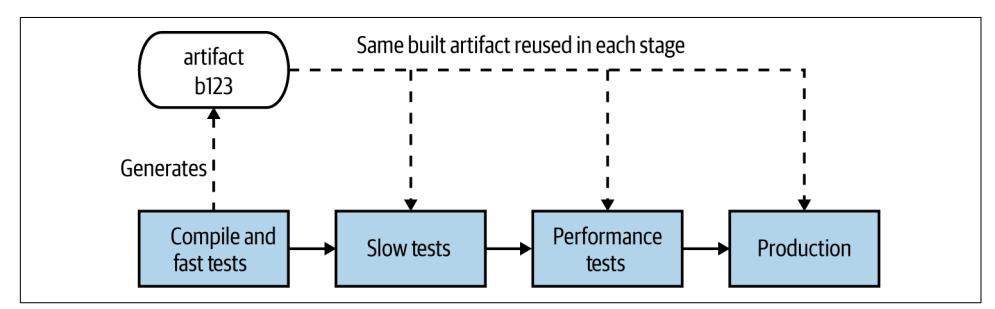 Same built artifact reused in each stage
artifact
b123
Generates
Compile and
fast tests
Slow tests
Performance
tests
Production